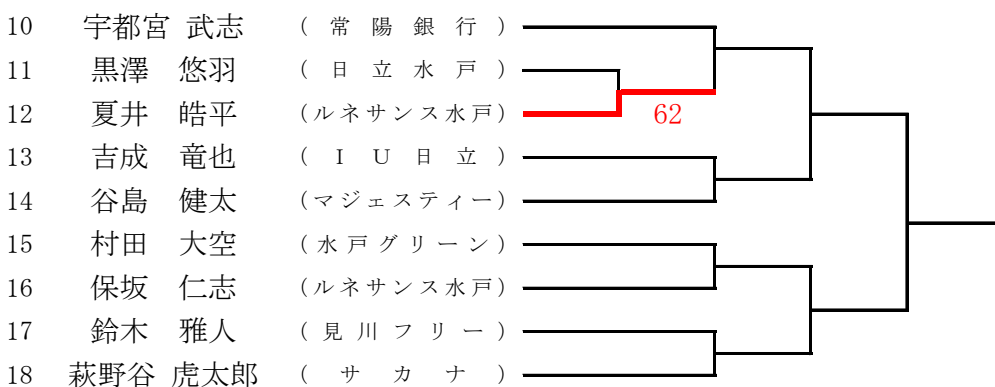 10 宇都宮 武志 (常陽銀行)
11 黒澤 悠羽 (日立水戸)
12 夏井 皓平 (ルネサンス水戸) 62
13 吉成 竜也 (ＩＵ日立)
14 谷島 健太 (マジェスティー)
15 村田 大空 (水戸グリーン)
16 保坂 仁志 (ルネサンス水戸)
17 鈴木 雅人 (見川フリー)
18 萩野谷 虎太郎 (サカナ)